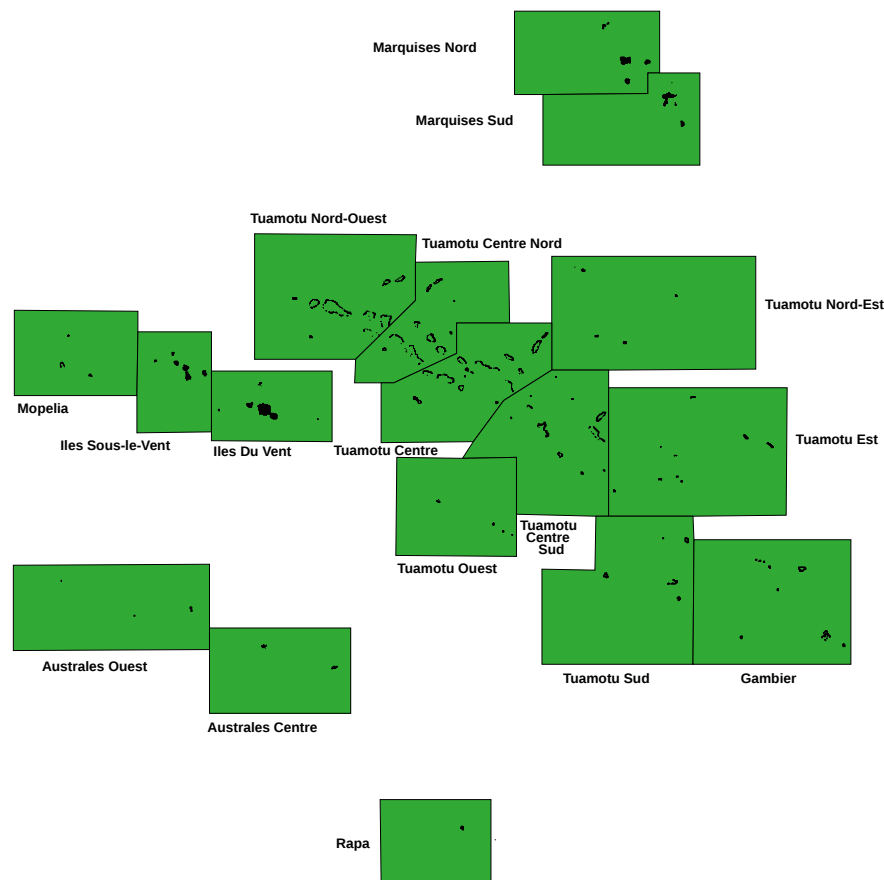 Marquises Nord
Marquises Sud
Tuamotu Nord-Ouest
Tuamotu Centre Nord
Tuamotu Nord-Est
Mopelia
Iles Sous-le-Vent
Iles Du Vent
Tuamotu Centre
Tuamotu Est
Tuamotu
Centre
Sud
Tuamotu Ouest
Australes Ouest
Tuamotu Sud
Gambier
Australes Centre
Rapa